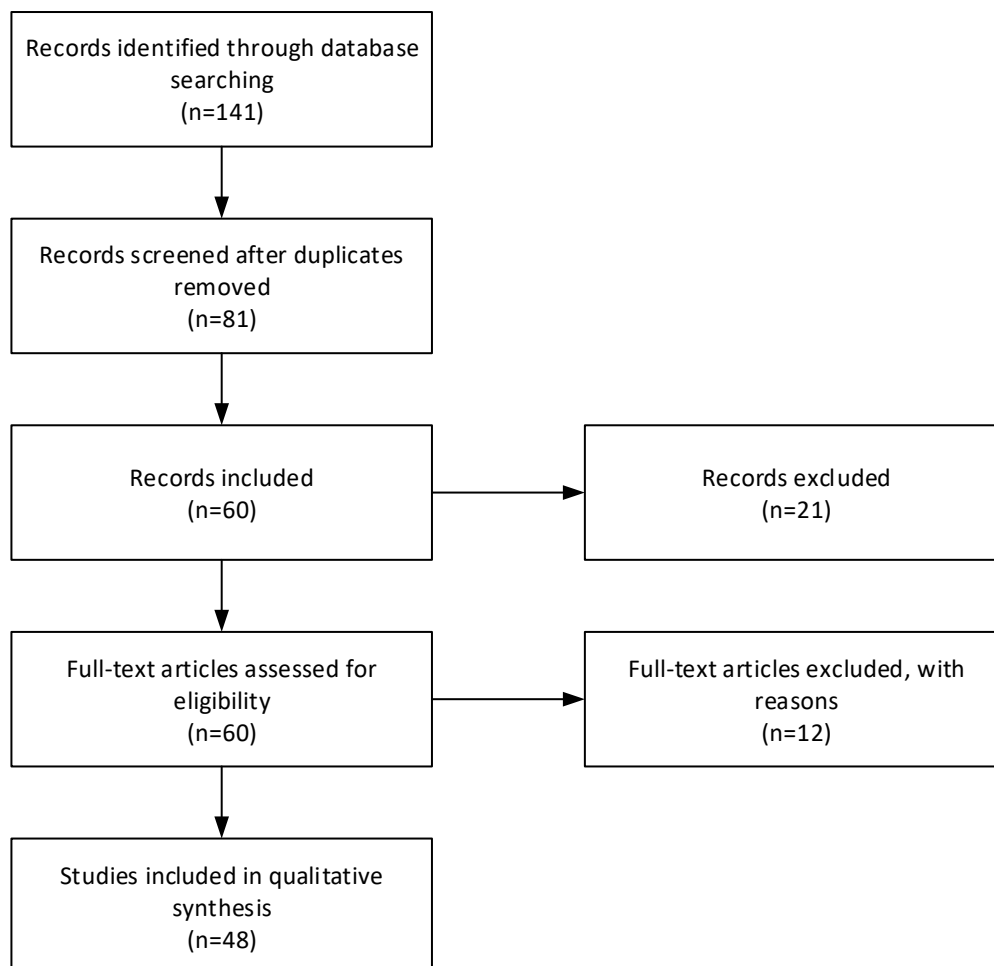 Records identified through database
searching
(n=141)
Records screened after duplicates
removed
(n=81)
Records included
(n=60)
Records excluded
(n=21)
Full-text articles assessed for
eligibility
(n=60)
Full-text articles excluded, with
reasons
(n=12)
Studies included in qualitative
synthesis
(n=48)